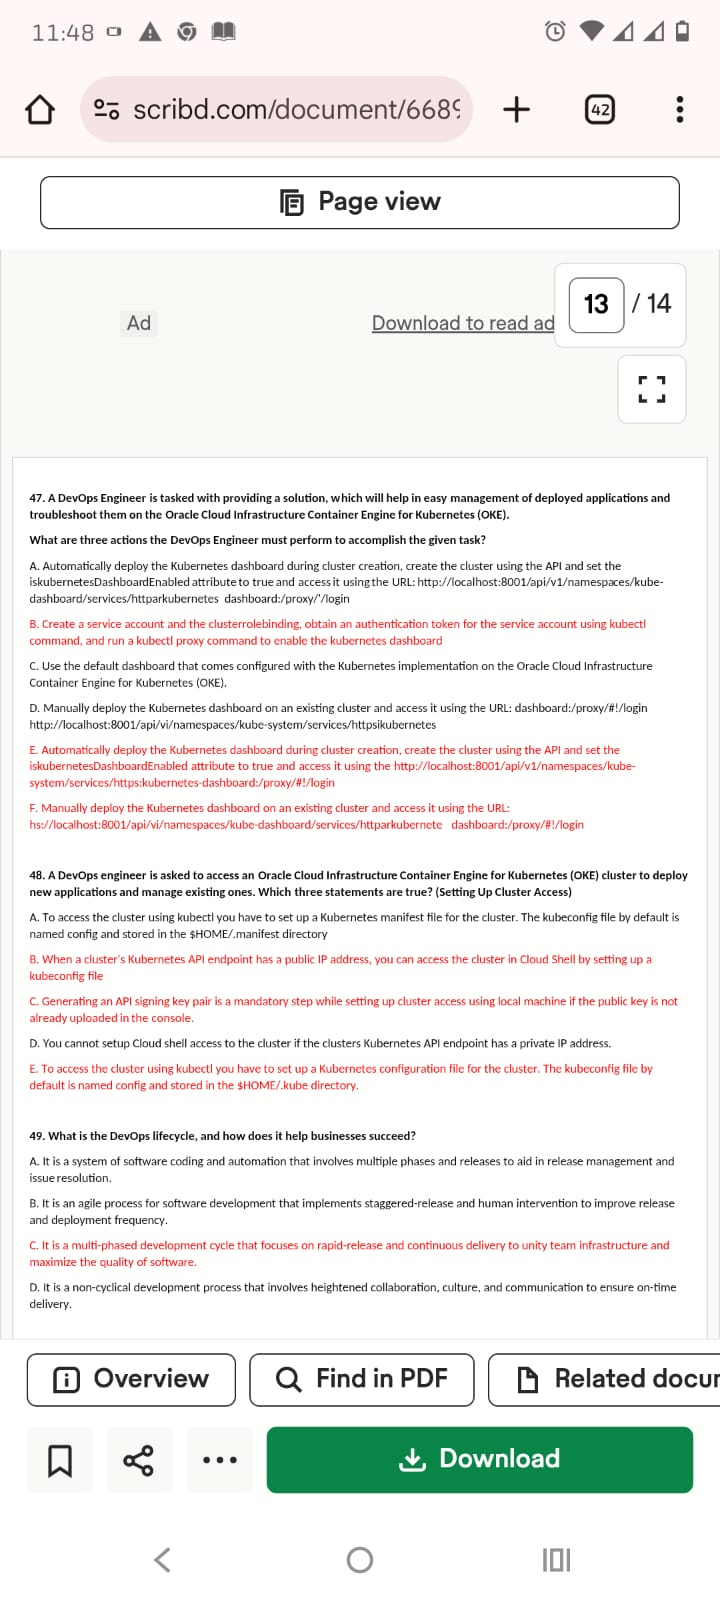 11:48
scribd.com/document/6689
42
Page view
Ad
Download to read ad
13 / 14
47. A DevOps Engineer is tasked with providing a solution, which will help in easy management of deployed applications and
troubleshoot them on the Oracle Cloud Infrastructure Container Engine for Kubernetes (OKE).
What are three actions the DevOps Engineer must perform to accomplish the given task?
A. Automatically deploy the Kubernetes dashboard during cluster creation, create the cluster using the API and set the
iskubernetesDashboardEnabled attribute to true and access it using the URL: http://localhost:8001/api/v1/namespaces/kube-
dashboard/services/httparkubernetes dashboard:/proxy/'/login
B. Create a service account and the clusterrolebinding, obtain an authentication token for the service account using kubectl
command, and run a kubectl proxy command to enable the kubernetes dashboard
C. Use the default dashboard that comes configured with the Kubernetes implementation on the Oracle Cloud Infrastructure
Container Engine for Kubernetes (OKE).
D. Manually deploy the Kubernetes dashboard on an existing cluster and access it using the URL: dashboard:/proxy/#!/login
http://localhost:8001/api/vi/namespaces/kube-system/services/httpsikubernetes
E. Automatically deploy the Kubernetes dashboard during cluster creation, create the cluster using the API and set the
iskubernetesDashboardEnabled attribute to true and access it using the http://localhost:8001/api/v1/namespaces/kube-
system/services/https:kubernetes-dashboard:/proxy/#!/login
F. Manually deploy the Kubernetes dashboard on an existing cluster and access it using the URL:
hs://localhost:8001/api/vi/namespaces/kube-dashboard/services/httparkubernete dashboard:/proxy/#!/login
48. A DevOps engineer is asked to access an Oracle Cloud Infrastructure Container Engine for Kubernetes (OKE) cluster to deploy
new applications and manage existing ones. Which three statements are true? (Setting Up Cluster Access)
A. To access the cluster using kubectl you have to set up a Kubernetes manifest file for the cluster. The kubeconfig file by default is
named config and stored in the $HOME/.manifest directory
B. When a cluster's Kubernetes API endpoint has a public IP address, you can access the cluster in Cloud Shell by setting up a
kubeconfig file
C. Generating an API signing key pair is a mandatory step while setting up cluster access using local machine if the public key is not
already uploaded in the console.
D. You cannot setup Cloud shell access to the cluster if the clusters Kubernetes API endpoint has a private IP address.
E. To access the cluster using kubectl you have to set up a Kubernetes configuration file for the cluster. The kubeconfig file by
default is named config and stored in the $HOME/.kube directory.
49. What is the DevOps lifecycle, and how does it help businesses succeed?
A. It is a system of software coding and automation that involves multiple phases and releases to aid in release management and
issue resolution.
B. It is an agile process for software development that implements staggered-release and human intervention to improve release
and deployment frequency.
C. It is a multi-phased development cycle that focuses on rapid-release and continuous delivery to unity team infrastructure and
maximize the quality of software.
D. It is a non-cyclical development process that involves heightened collaboration, culture, and communication to ensure on-time
delivery.
Overview
Find in PDF
Related docur
Download